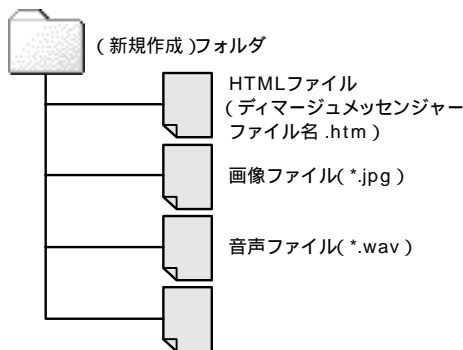 (新規作成)フォルダ
HTMLファイル
(ディマージュメッセンジャー
ファイル名.htm)
画像ファイル(*.jpg)
音声ファイル(*.wav)